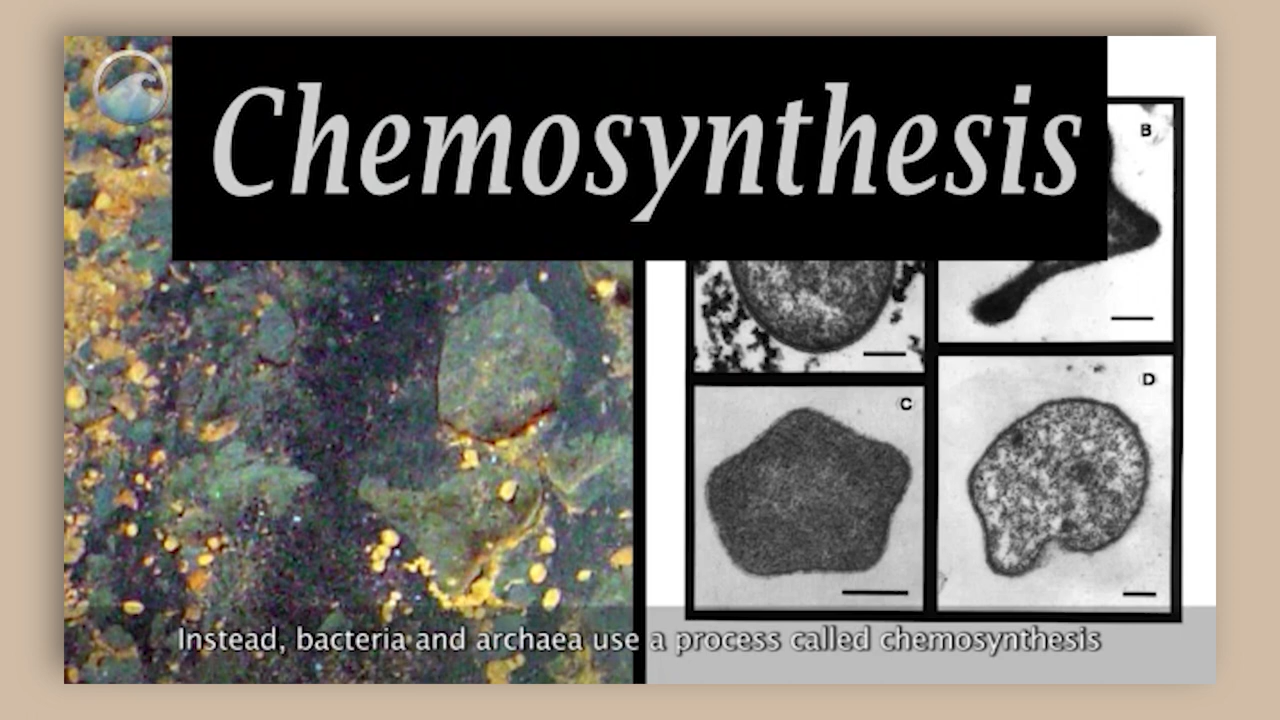 Chemosynthesis
B
C
D
Instead, bacteria and archaea use a process called chemosynthesis